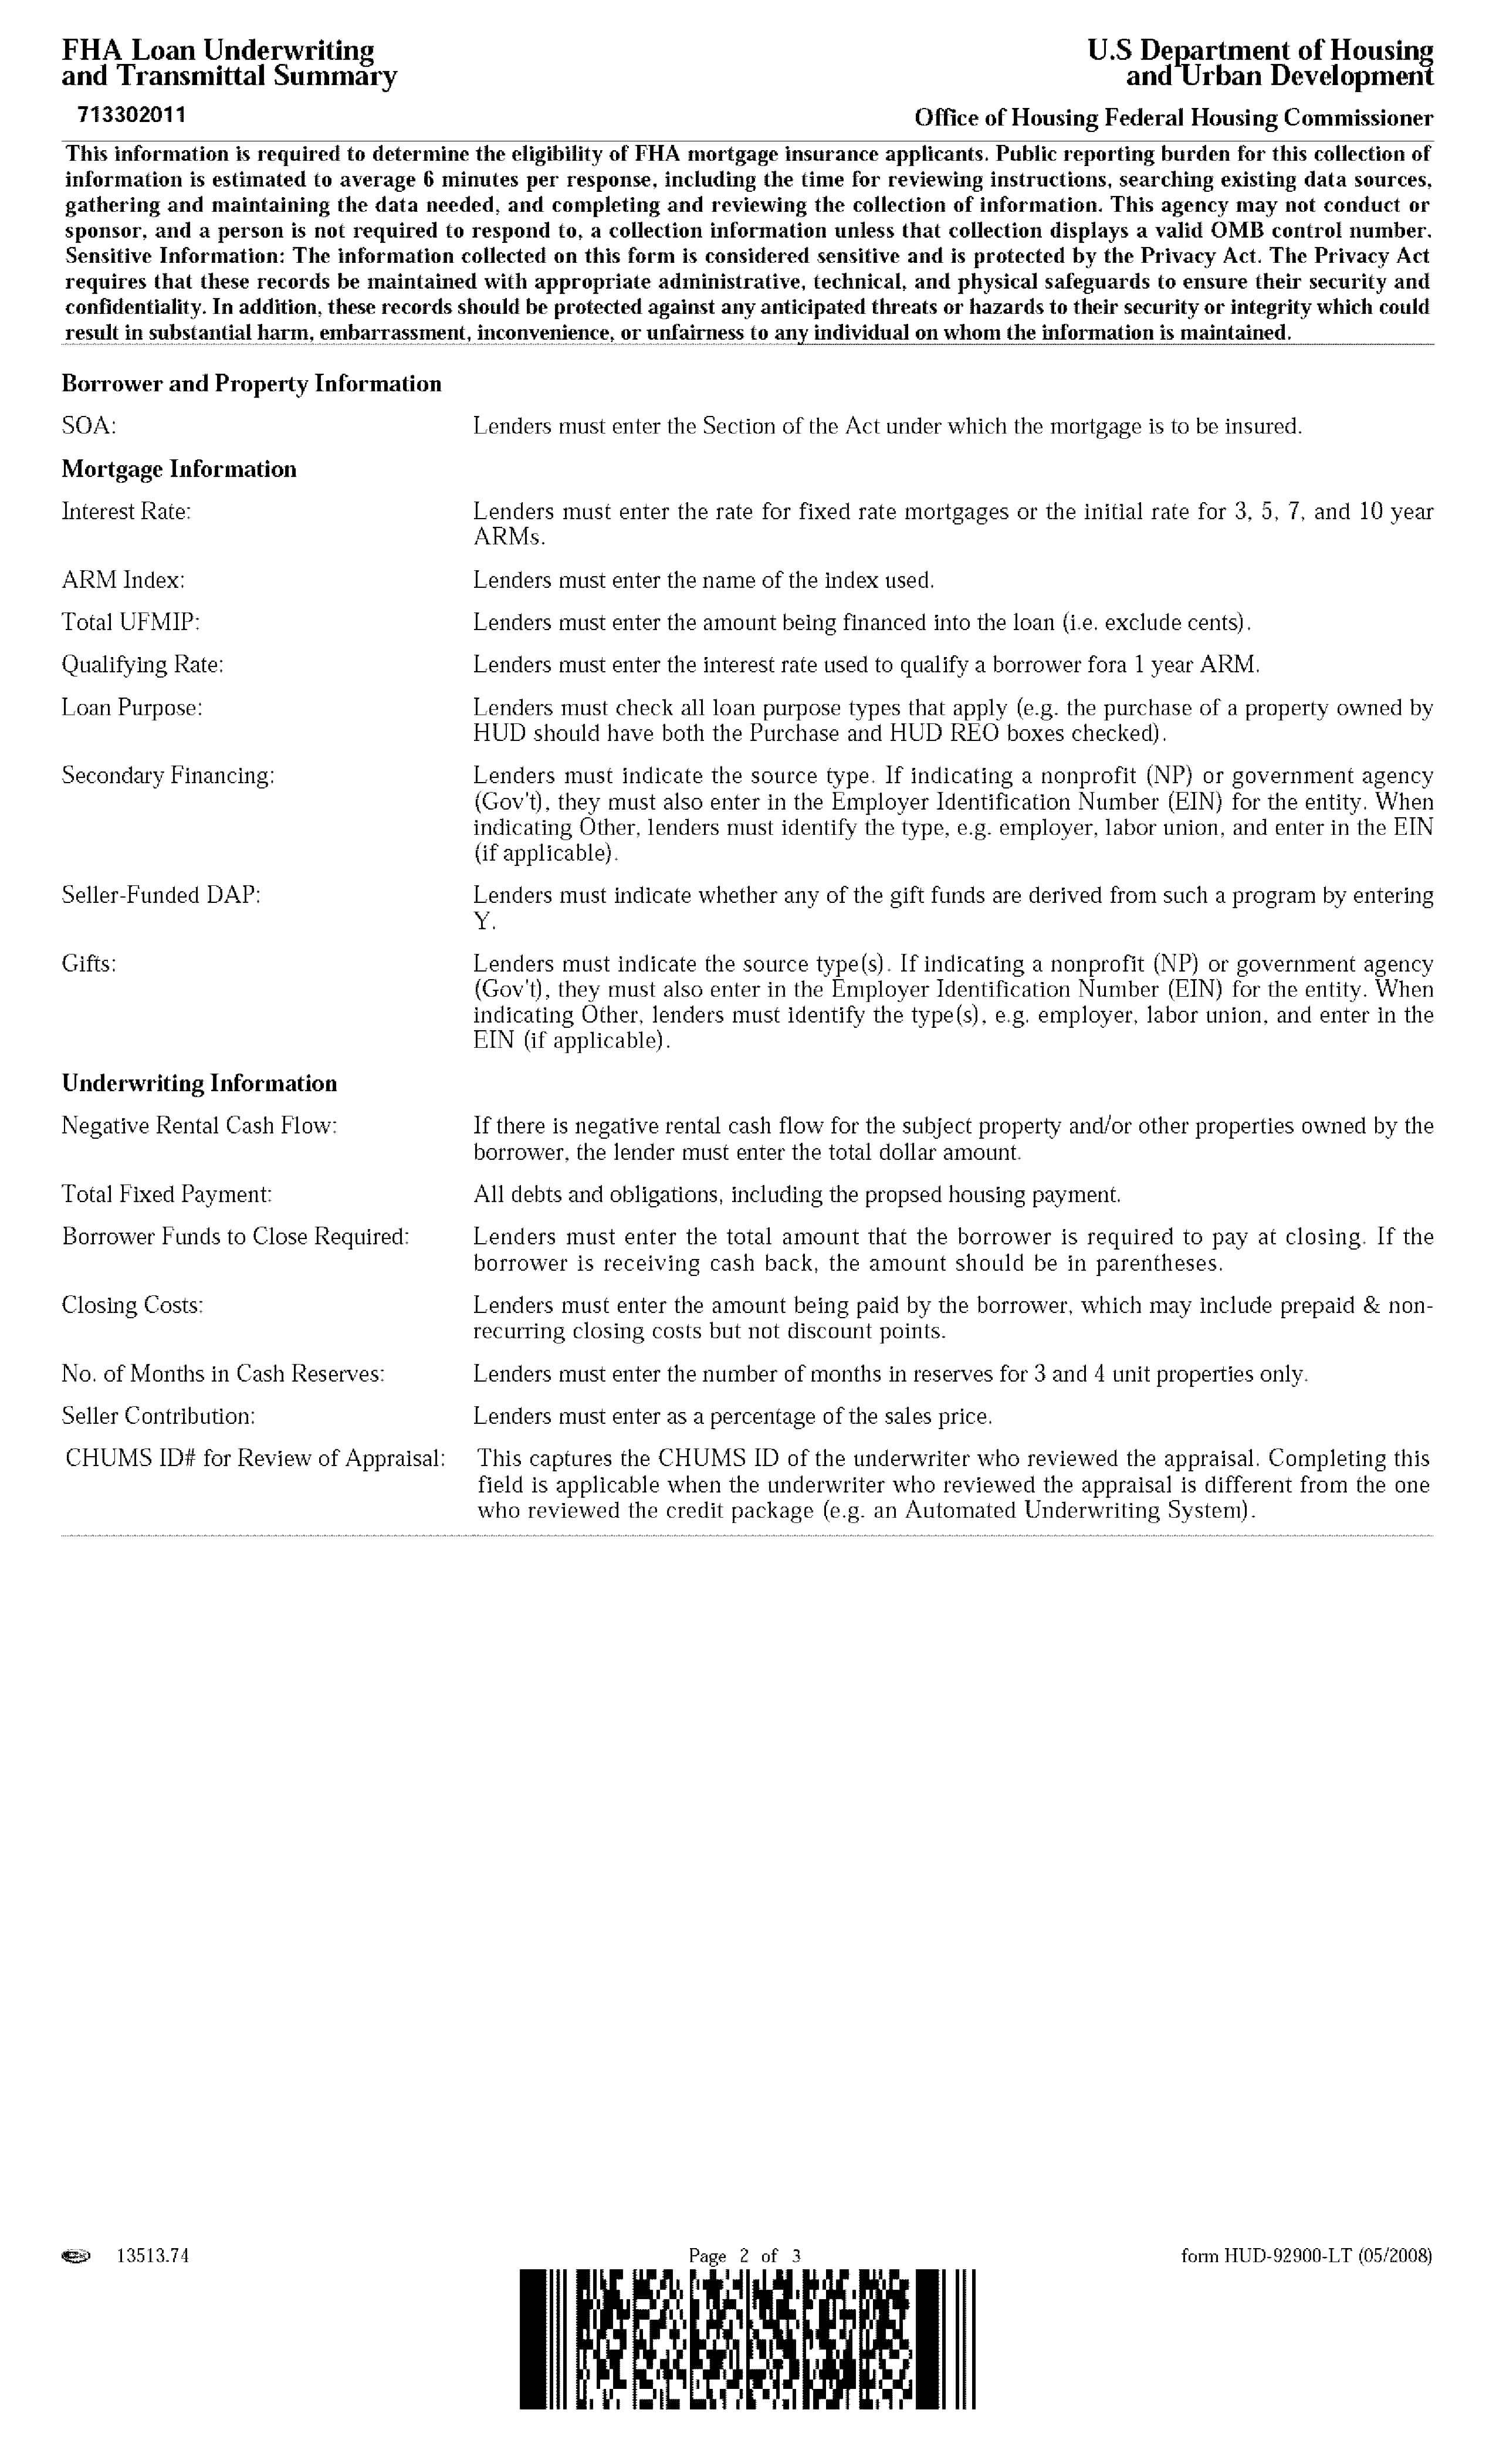 FHA Loan Underwriting
and Transmittal Summary
U.S Department of Housing
and Urban Development
713302011
Office of Housing Federal Housing Commissioner
This information is required to determine the eligibility of FHA mortgage insurance applicants. Public reporting burden for this collection of
information is estimated to average 6 minutes per response, including the time for reviewing instructions, searching existing data sources,
gathering and maintaining the data needed, and completing and reviewing the collection of information. This agency may not conduct or
sponsor, and a person is not required to respond to, a collection information unless that collection displays a valid OMB control number.
Sensitive Information: The information collected on this form is considered sensitive and is protected by the Privacy Act. The Privacy Act
requires that these records be maintained with appropriate administrative, technical, and physical safeguards to ensure their security and
confidentiality. In addition, these records should be protected against any anticipated threats or hazards to their security or integrity which could
result in substantial harm, embarrassment, inconvenience, or unfairness to any individual on whom the information is maintained.
Borrower and Property Information
SOA: Lenders must enter the Section of the Act under which the mortgage is to be insured.
Mortgage Information
Interest Rate: Lenders must enter the rate for fixed rate mortgages or the initial rate for 3, 5, 7, and 10 year
ARMs.
ARM Index: Lenders must enter the name of the index used.
Total UFMIP: Lenders must enter the amount being financed into the loan (i.e. exclude cents).
Qualifying Rate: Lenders must enter the interest rate used to qualify a borrower fora 1 year ARM.
Loan Purpose: Lenders must check all loan purpose types that apply (e.g. the purchase of a property owned by
HUD should have both the Purchase and HUD REO boxes checked).
Secondary Financing: Lenders must indicate the source type. If indicating a nonprofit (NP) or government agency
(Gov't), they must also enter in the Employer Identification Number (EIN) for the entity. When
indicating Other, lenders must identify the type, e.g. employer, labor union, and enter in the EIN
(if applicable).
Seller-Funded DAP: Lenders must indicate whether any of the gift funds are derived from such a program by entering
Y.
Gifts: Lenders must indicate the source type(s). If indicating a nonprofit (NP) or government agency
(Gov't), they must also enter in the Employer Identification Number (EIN) for the entity. When
indicating Other, lenders must identify the type(s), e.g. employer, labor union, and enter in the
EIN (if applicable).
Underwriting Information
Negative Rental Cash Flow: If there is negative rental cash flow for the subject property and/or other properties owned by the
borrower, the lender must enter the total dollar amount.
Total Fixed Payment: All debts and obligations, including the propsed housing payment.
Borrower Funds to Close Required: Lenders must enter the total amount that the borrower is required to pay at closing. If the
borrower is receiving cash back, the amount should be in parentheses.
Closing Costs: Lenders must enter the amount being paid by the borrower, which may include prepaid & non-
recurring closing costs but not discount points.
No. of Months in Cash Reserves: Lenders must enter the number of months in reserves for 3 and 4 unit properties only.
Seller Contribution: Lenders must enter as a percentage of the sales price.
CHUMS ID# for Review of Appraisal: This captures the CHUMS ID of the underwriter who reviewed the appraisal. Completing this
field is applicable when the underwriter who reviewed the appraisal is different from the one
who reviewed the credit package (e.g. an Automated Underwriting System).
13513.74 Page 2 of 3 form HUD-92900-LT (05/2008)